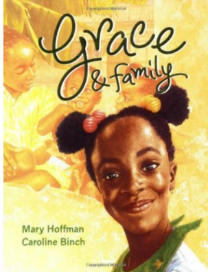 Grace
& family
Mary Hoffman
Caroline Binch